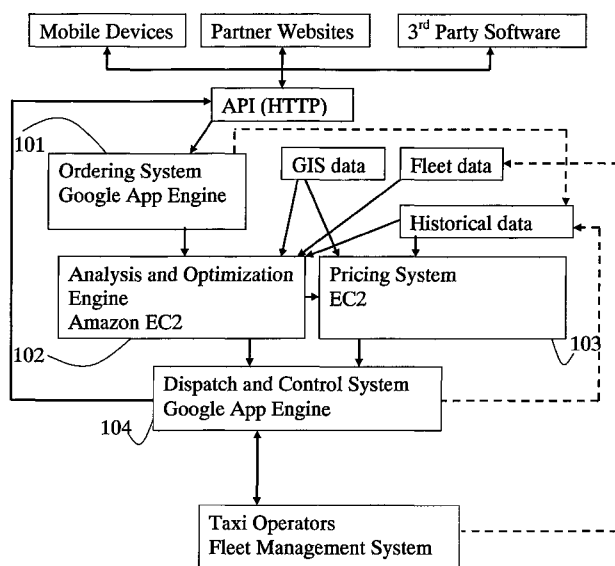 Mobile Devices
Partner Websites
3rd Party Software
API (HTTP)
101
Ordering System
Google App Engine
GIS data
Fleet data
Historical data
Analysis and Optimization
Engine
Amazon EC2
Pricing System
EC2
102
103
Dispatch and Control System
Google App Engine
104
Taxi Operators
Fleet Management System